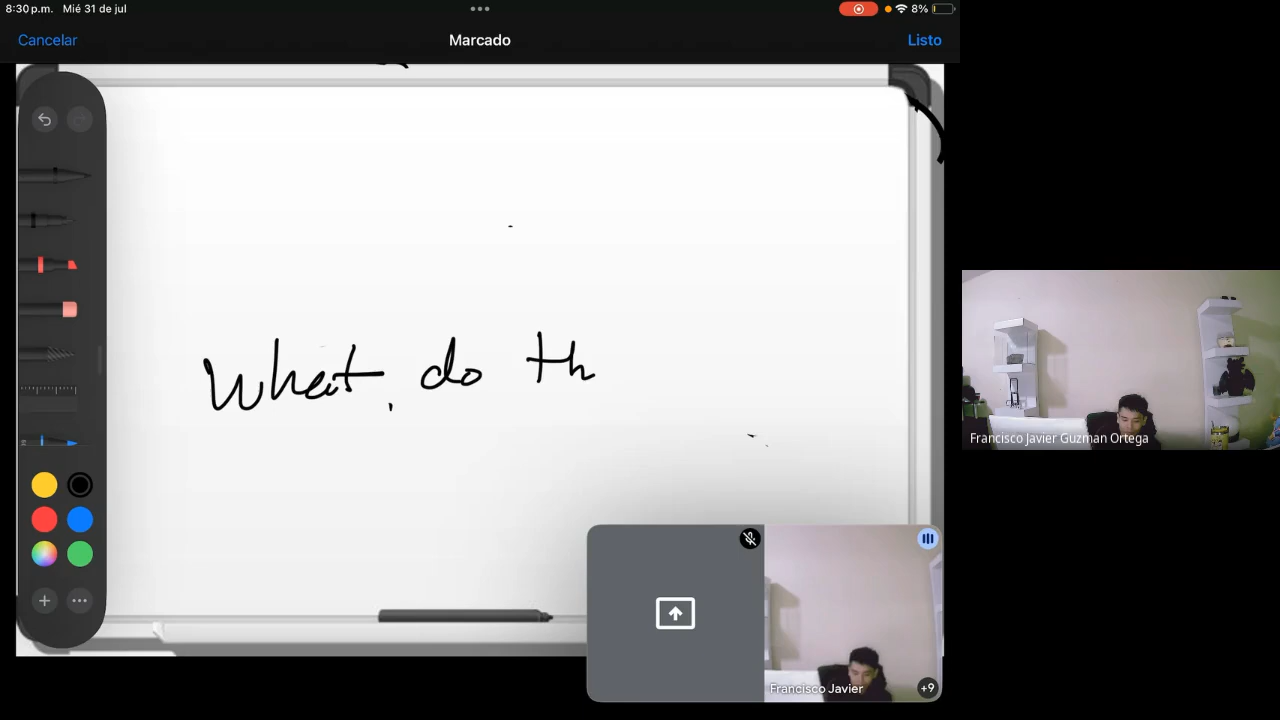 8:30 p.m. Mié 31 de jul
8%
Cancelar
Marcado
Listo
What do th
Francisco Javier Guzman Ortega
Francisco Javier
+9